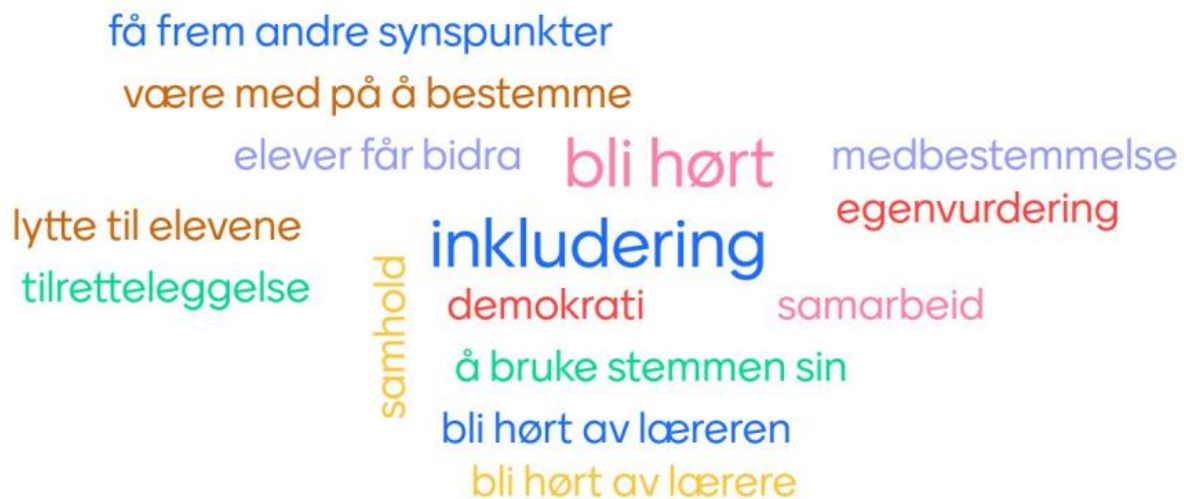 få frem andre synspunkter
være med på å bestemme
elever får bidra
bli hørt
medbestemmelse
egenvurdering
lytte til elevene
inkludering
tilretteleggelse
samhold
demokrati
samarbeid
å bruke stemmen sin
bli hørt av læreren
bli hørt av lærere